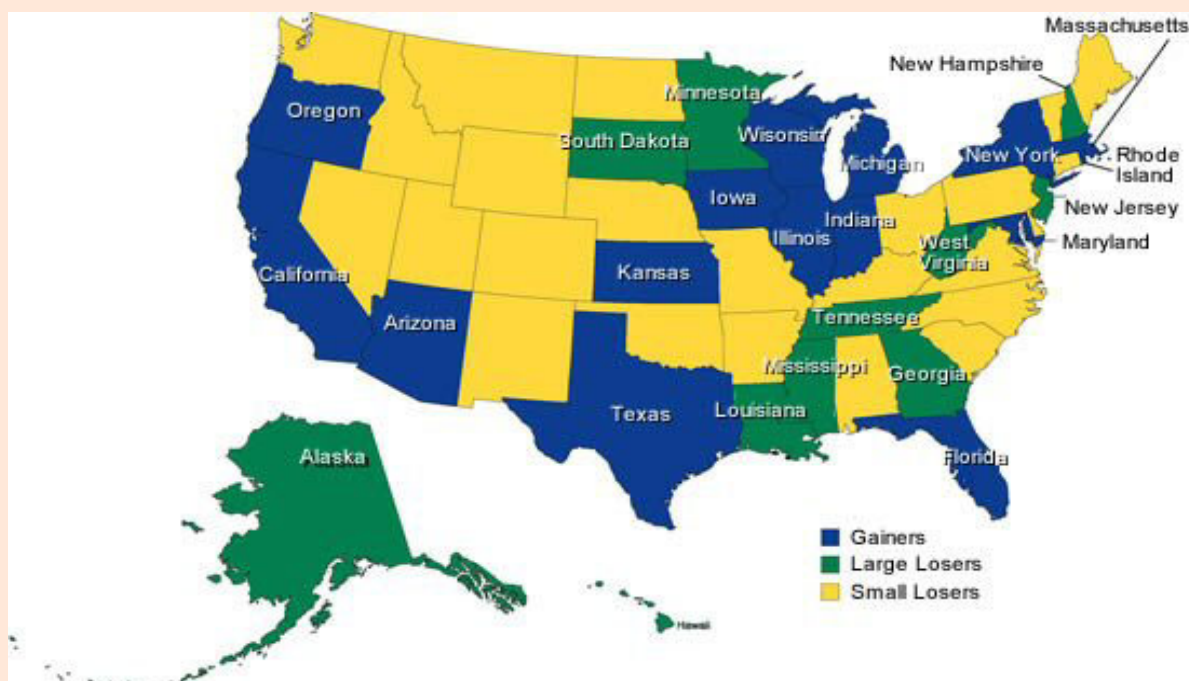 Massachusetts
New Hampshire
Minnesota
Oregon
Wisonsin
South Dakota
Michigan
New York
Rhode
Island
Iowa
New Jersey
Indiana
Illinois
Maryland
West
Virginia
California
Kansas
Arizona
Tennessee
Mississippi
Georgia
Texas
Louisiana
Alaska
Florida
Gainers
Large Losers
Small Losers
Hawaii